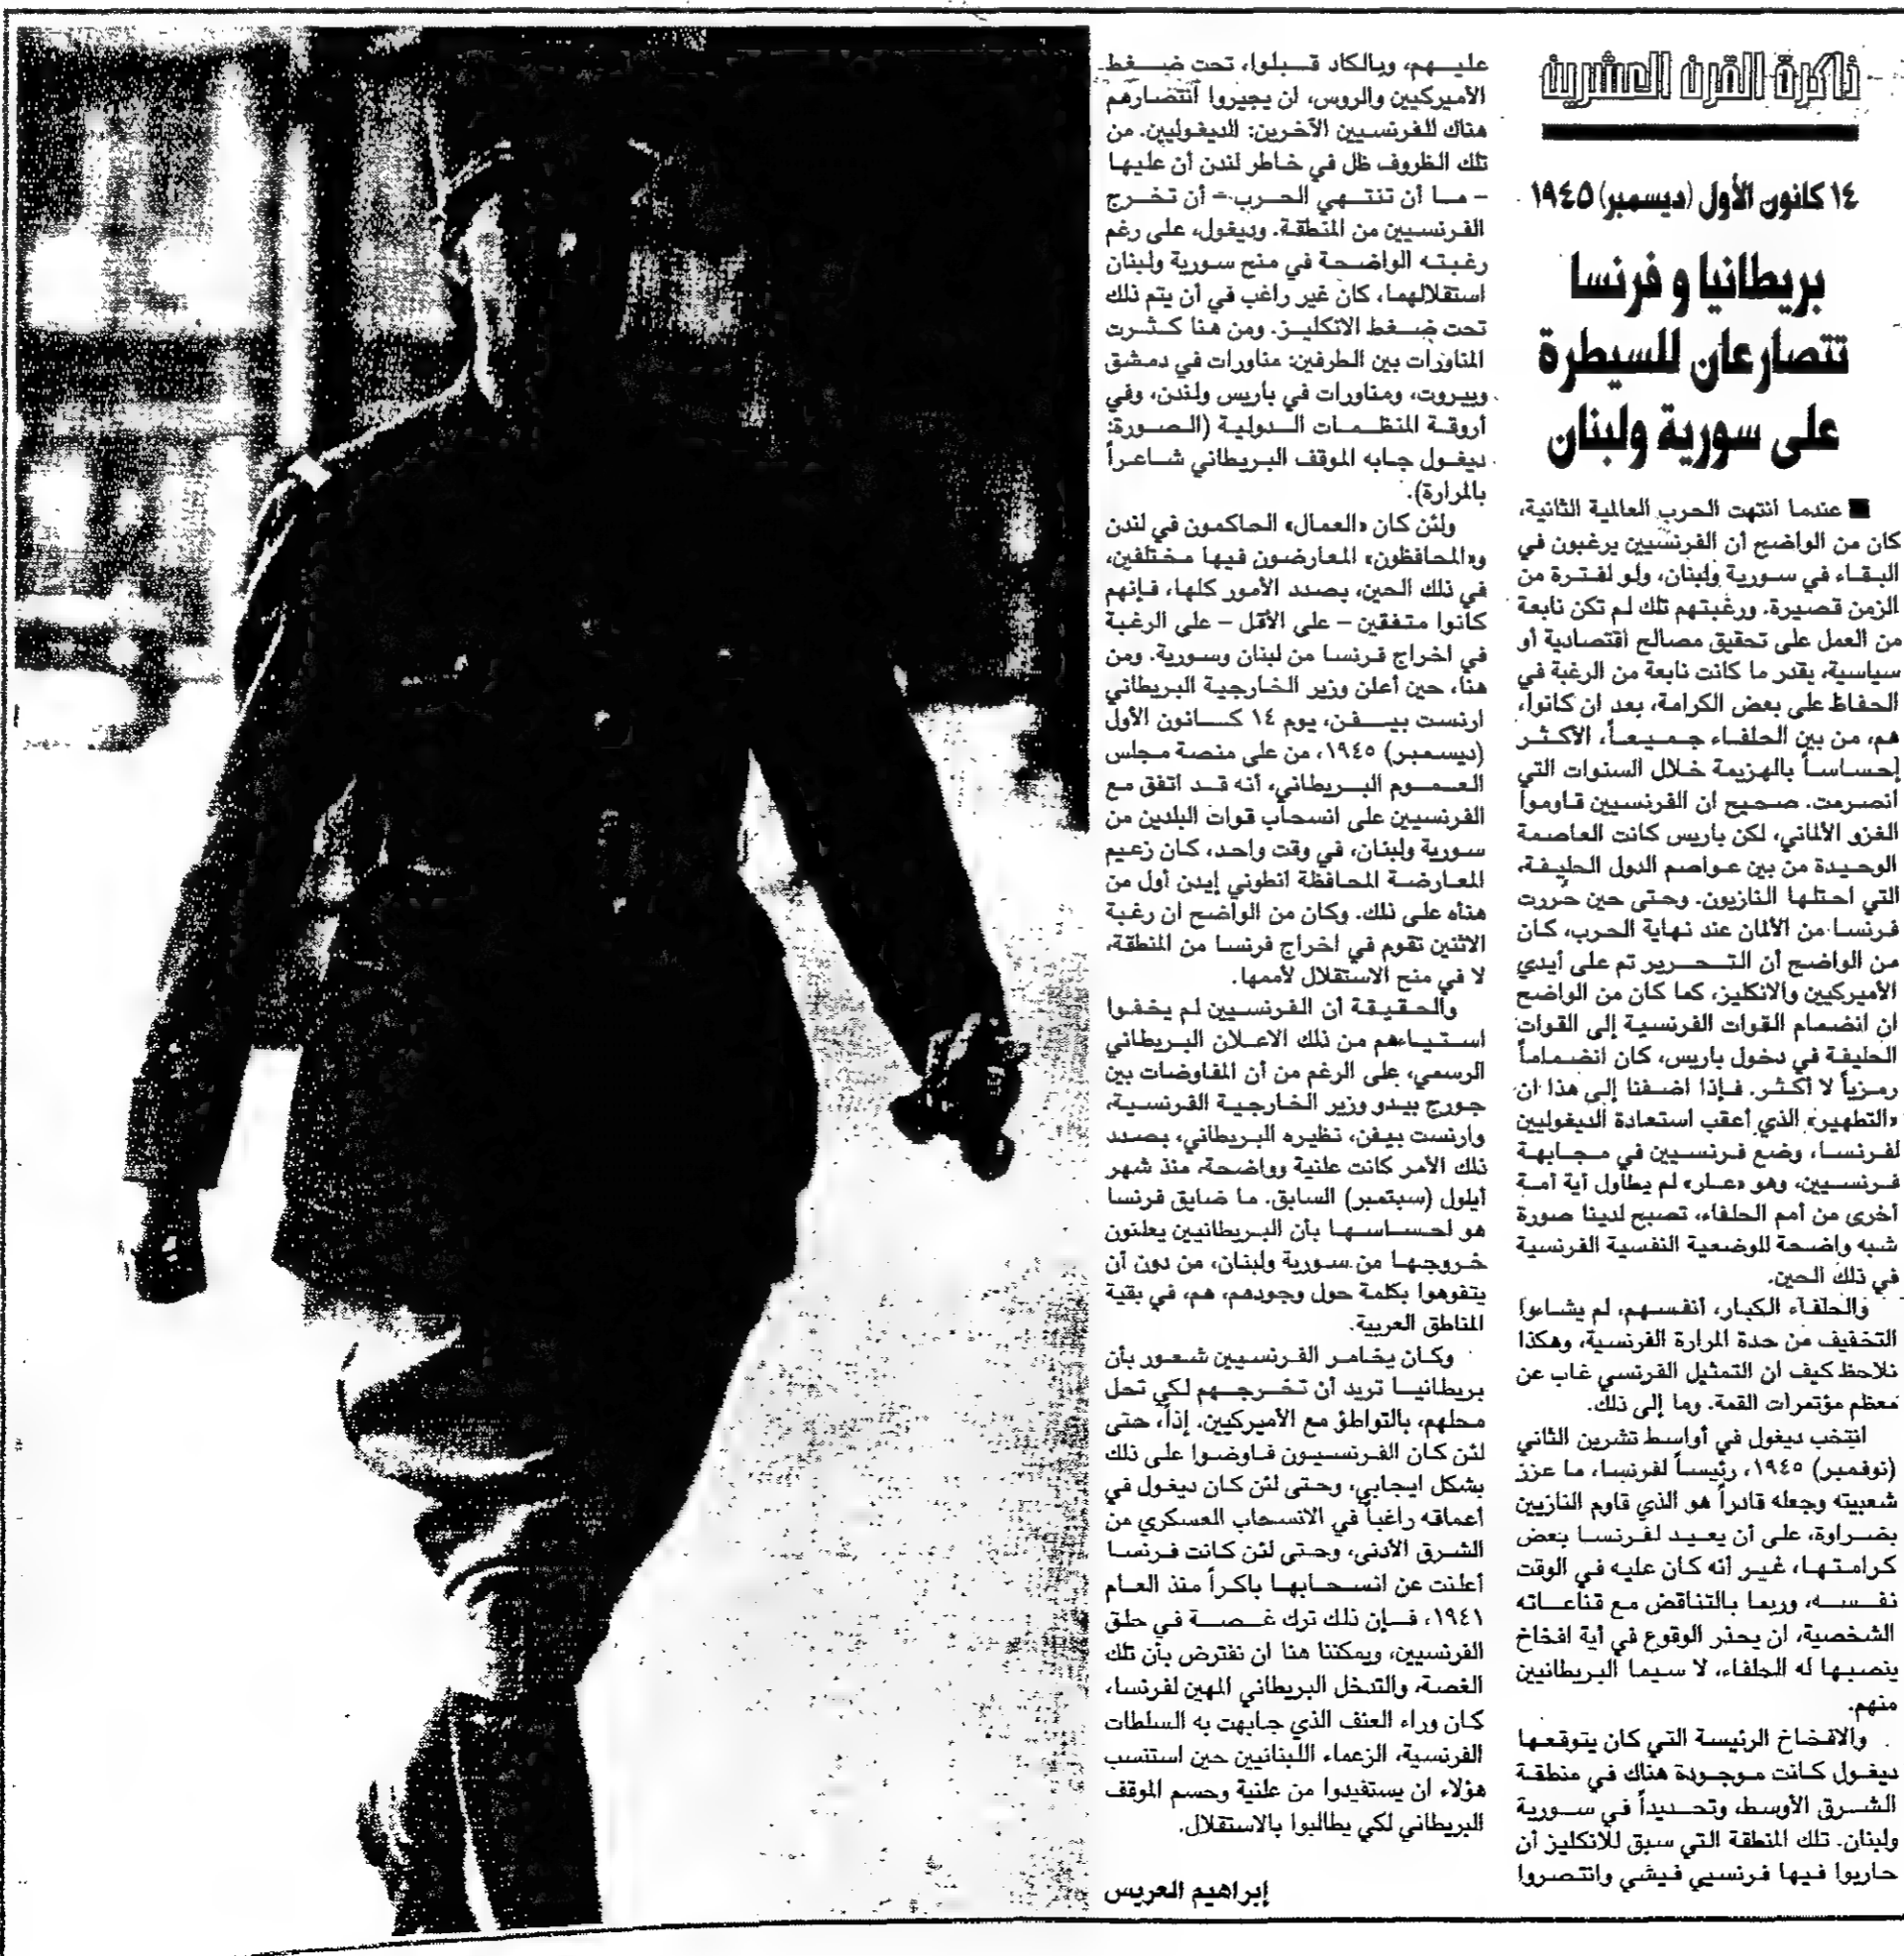 ذاكرة القرن العشرين
١٤ كانون الأول (ديسمبر) ١٩٤٥
بريطانيا و فرنسا
تتصارعان للسيطرة
على سورية ولبنان
■ عندما انتهت الحرب العالمية الثانية،
كان من الواضح أن الفرنسيين يرغبون في
البقاء في سورية ولبنان، ولو لفترة من
الزمن قصيرة. ورغبتهم تلك لم تكن نابعة
من العمل على تحقيق مصالح اقتصادية أو
سياسية، بقدر ما كانت نابعة من الرغبة في
الحفاظ على بعض الكرامة، بعد ان كانوا،
هم، من بين الحلفاء جميعاً، الأكثر
إحساساً بالهزيمة خلال السنوات التي
انصرمت. صحيح ان الفرنسيين قاوموا
الغزو الألماني، لكن باريس كانت العاصمة
الوحيدة من بين عواصم الدول الحليفة،
التي احتلها النازيون. وحتى حين حُررت
فرنسا من الألمان عند نهاية الحرب، كان
من الواضح أن التحرير تم على أيدي
الأميركيين والانكليز، كما كان من الواضح
ان انضمام القوات الفرنسية إلى القوات
الحليفة في دخول باريس، كان انضماماً
رمزياً لا أكثر. فإذا اضفنا إلى هذا ان
«التطهير» الذي أعقب استعادة الديغوليين
لفرنسا، وضع فرنسيين في مجابهة
فرنسيين، وهو «عار» لم يطاول أية أمة
أخرى من أمم الحلفاء، تصبح لدينا صورة
شبه واضحة للوضعية النفسية الفرنسية
في ذلك الحين.
والحلفاء الكبار، أنفسهم، لم يشاءوا
التخفيف من حدة المرارة الفرنسية، وهكذا
نلاحظ كيف ان التمثيل الفرنسي غاب عن
معظم مؤتمرات القمة. وما إلى ذلك.
انتخب ديغول في أواسط تشرين الثاني
(نوفمبر) ١٩٤٥، رئيساً لفرنسا، ما عزز
شعبيته وجعله قادراً هو الذي قاوم النازيين
بضراوة، على أن يعيد لفرنسا بعض
كرامتها، غير أنه كان عليه في الوقت
نفسه، وربما بالتناقض مع قناعاته
الشخصية، ان يحذر الوقوع في أية افخاخ
ينصبها له الحلفاء، لا سيما البريطانيين
منهم.
والافخاخ الرئيسة التي كان يتوقعها
ديغول كانت موجودة هناك في منطقة
الشرق الأوسط، وتحديداً في سورية
ولبنان. تلك المنطقة التي سبق للانكليز أن
حاربوا فيها فرنسيي فيشي وانتصروا
عليهم، وبالكاد قبلوا، تحت ضغط
الأميركيين والروس، ان يجيروا انتصارهم
هناك للفرنسيين الآخرين: الديغوليين. من
تلك الظروف ظل في خاطر لندن أن عليها
- ما أن تنتهي الحرب - أن تخرج
الفرنسيين من المنطقة. وديغول، على رغم
رغبته الواضحة في منح سورية ولبنان
استقلالهما، كان غير راغب في أن يتم ذلك
تحت ضغط الانكليز. ومن هنا كثرت
المناورات بين الطرفين: مناورات في دمشق
وبيروت، ومناورات في باريس ولندن، وفي
أروقة المنظمات الدولية (الصورة:
ديغول جابه الموقف البريطاني شاعراً
بالمرارة).
ولئن كان «العمال» الحاكمون في لندن
و«المحافظون» المعارضون فيها مختلفين،
في ذلك الحين، بصدد الأمور كلها، فإنهم
كانوا متفقين - على الأقل - على الرغبة
في اخراج فرنسا من لبنان وسورية. ومن
هنا، حين أعلن وزير الخارجية البريطاني
ارنست بيفن، يوم ١٤ كانون الأول
(ديسمبر) ١٩٤٥، من على منصة مجلس
العموم البريطاني، أنه قد اتفق مع
الفرنسيين على انسحاب قوات البلدين من
سورية ولبنان، في وقت واحد، كان زعيم
المعارضة المحافظة انطوني إيدن أول من
هنأه على ذلك. وكان من الواضح ان رغبة
الاثنين تقوم في اخراج فرنسا من المنطقة،
لا في منح الاستقلال لأممها.
والحقيقة أن الفرنسيين لم يخفوا
استياءهم من ذلك الاعلان البريطاني
الرسمي، على الرغم من أن المفاوضات بين
جورج بيدو وزير الخارجية الفرنسية،
وارنست بيفن، نظيره البريطاني، بصدد
ذلك الأمر كانت علنية وواضحة، منذ شهر
أيلول (سبتمبر) السابق. ما ضايق فرنسا
هو احساسها بأن البريطانيين يعلنون
خروجها من سورية ولبنان، من دون أن
يتفوهوا بكلمة حول وجودهم، هم، في بقية
المناطق العربية.
وكان يخامر الفرنسيين شعور بأن
بريطانيا تريد أن تخرجهم لكي تحل
محلهم، بالتواطؤ مع الأميركيين. إذاً، حتى
لئن كان الفرنسيون فاوضوا على ذلك
بشكل ايجابي، وحتى لئن كان ديغول في
أعماقه راغباً في الانسحاب العسكري من
الشرق الأدنى، وحتى لئن كانت فرنسا
أعلنت عن انسحابها باكراً منذ العام
١٩٤١، فإن ذلك ترك غصة في حلق
الفرنسيين، ويمكننا هنا ان نفترض بأن تلك
الغصة، والتدخل البريطاني المهين لفرنسا،
كان وراء العنف الذي جابهت به السلطات
الفرنسية، الزعماء اللبنانيين حين استنسب
هؤلاء ان يستفيدوا من علنية وحسم الموقف
البريطاني لكي يطالبوا بالاستقلال.
إبراهيم العريس